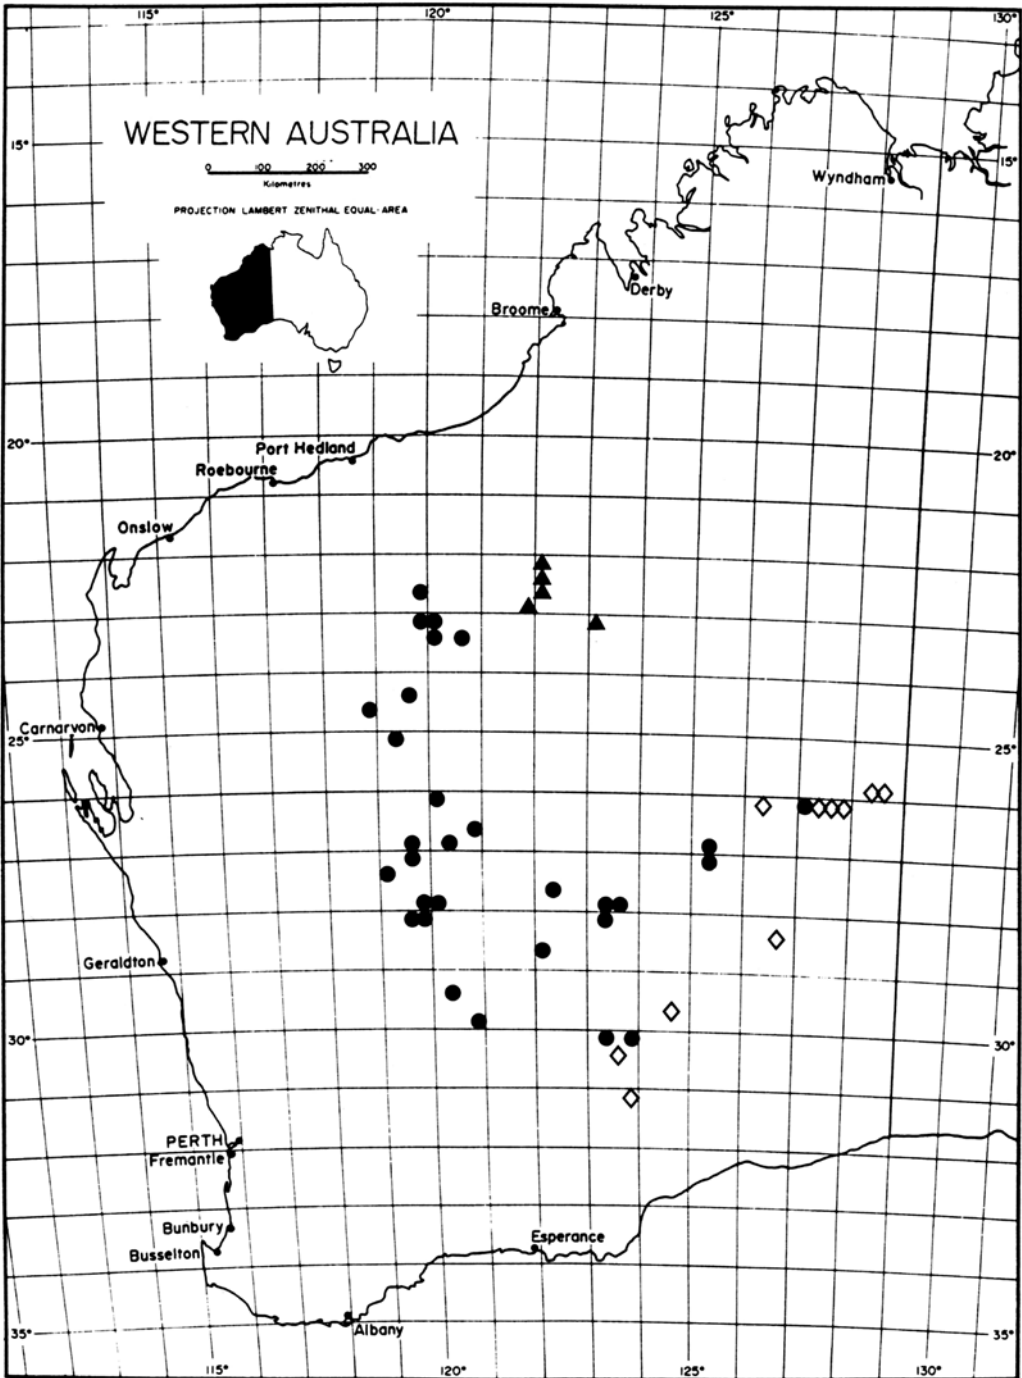 115°
120°
125°
130°
WESTERN AUSTRALIA
0 100 200 300
Kilometres
PROJECTION LAMBERT ZENITHAL EQUAL-AREA
15°
15°
Wyndham
Derby
Broome
20°
20°
Port Hedland
Roebourne
Onslow
Carnarvon
25°
25°
Geraldton
30°
30°
PERTH
Fremantle
Bunbury
Busselton
Esperance
Albany
35°
35°
115°
120°
125°
130°